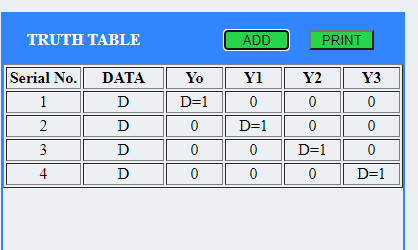 TRUTH TABLE ADD PRINT
Serial No. DATA Yo Y1 Y2 Y3
1 D D=1 0 0 0
2 D 0 D=1 0 0
3 D 0 0 D=1 0
4 D 0 0 0 D=1